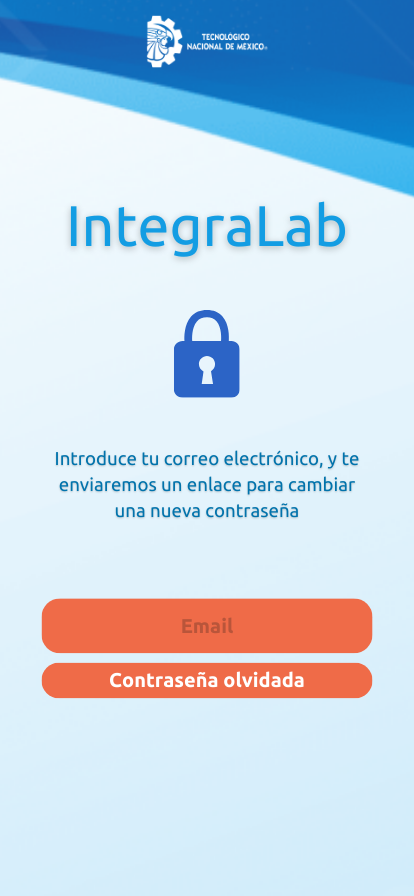 TECNOLÓGICO
NACIONAL DE MÉXICO®
IntegraLab
Introduce tu correo electrónico, y te
enviaremos un enlace para cambiar
una nueva contraseña
Email
Contraseña olvidada